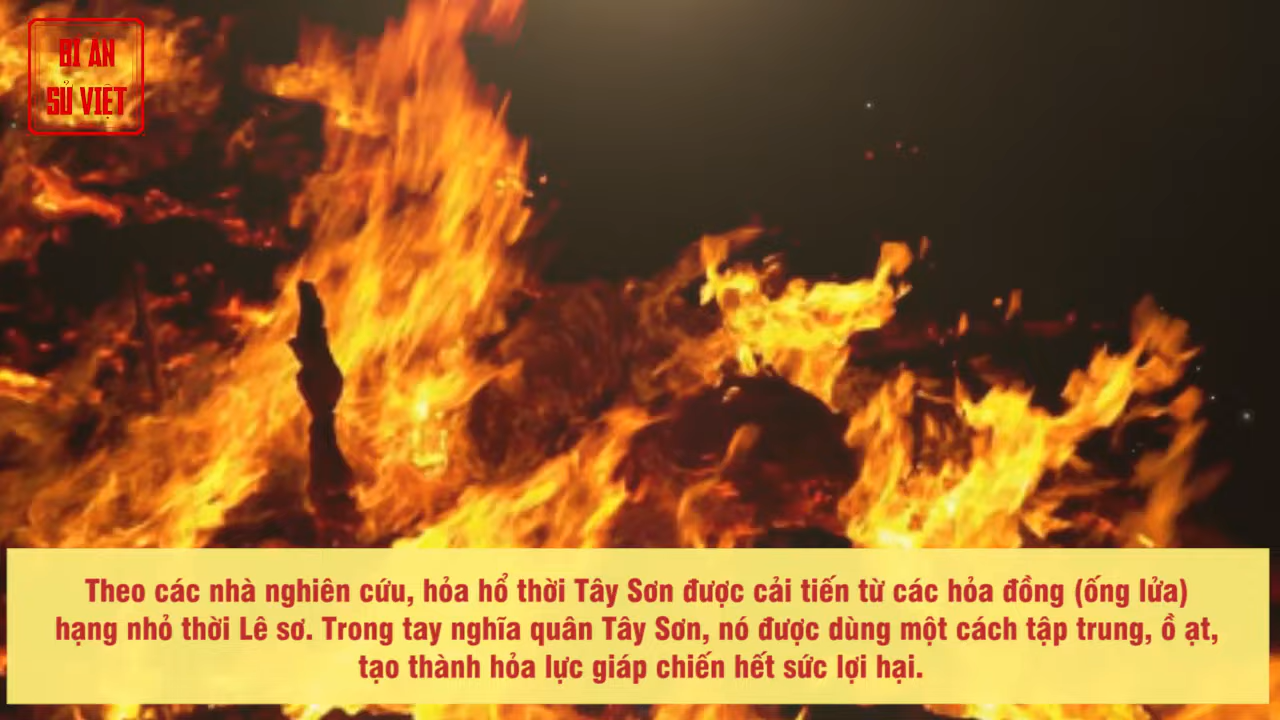 BÍ ẨN
SỬ VIỆT
Theo các nhà nghiên cứu, hỏa hổ thời Tây Sơn được cải tiến từ các hỏa đồng (ống lửa)
hạng nhỏ thời Lê sơ. Trong tay nghĩa quân Tây Sơn, nó được dùng một cách tập trung, ồ ạt,
tạo thành hỏa lực giáp chiến hết sức lợi hại.